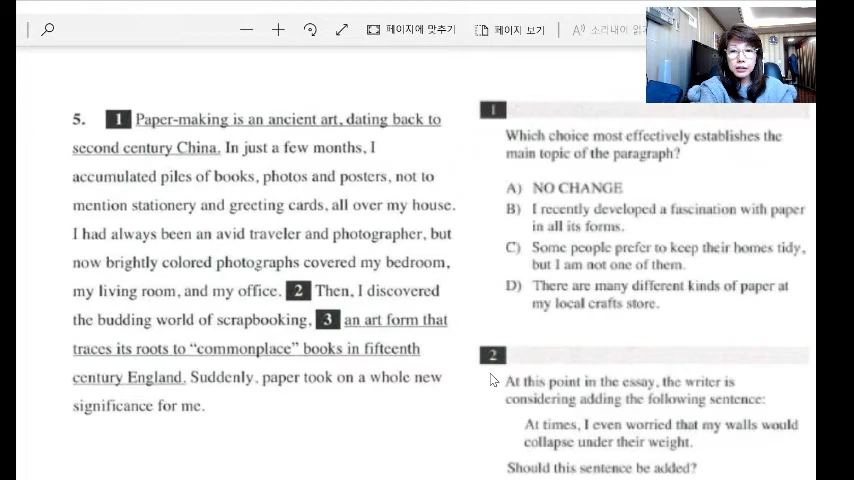 페이지에 맞추기
페이지 보기
A 소리내어 읽
5. 1 Paper-making is an ancient art, dating back to
second century China. In just a few months, I
accumulated piles of books, photos and posters, not to
mention stationery and greeting cards, all over my house.
I had always been an avid traveler and photographer, but
now brightly colored photographs covered my bedroom,
my living room, and my office. 2 Then, I discovered
the budding world of scrapbooking, 3 an art form that
traces its roots to “commonplace” books in fifteenth
century England. Suddenly, paper took on a whole new
significance for me.
1
Which choice most effectively establishes the
main topic of the paragraph?
A) NO CHANGE
B) I recently developed a fascination with paper
in all its forms.
C) Some people prefer to keep their homes tidy,
but I am not one of them.
D) There are many different kinds of paper at
my local crafts store.
2
At this point in the essay, the writer is
considering adding the following sentence:
At times, I even worried that my walls would
collapse under their weight.
Should this sentence be added?